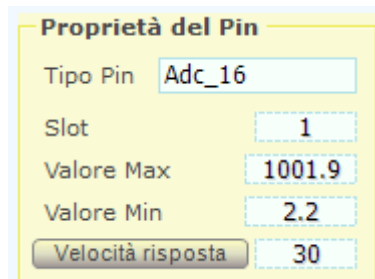 Proprietà del Pin
Tipo Pin Adc_16
Slot 1
Valore Max 1001.9
Valore Min 2.2
Velocità risposta 30